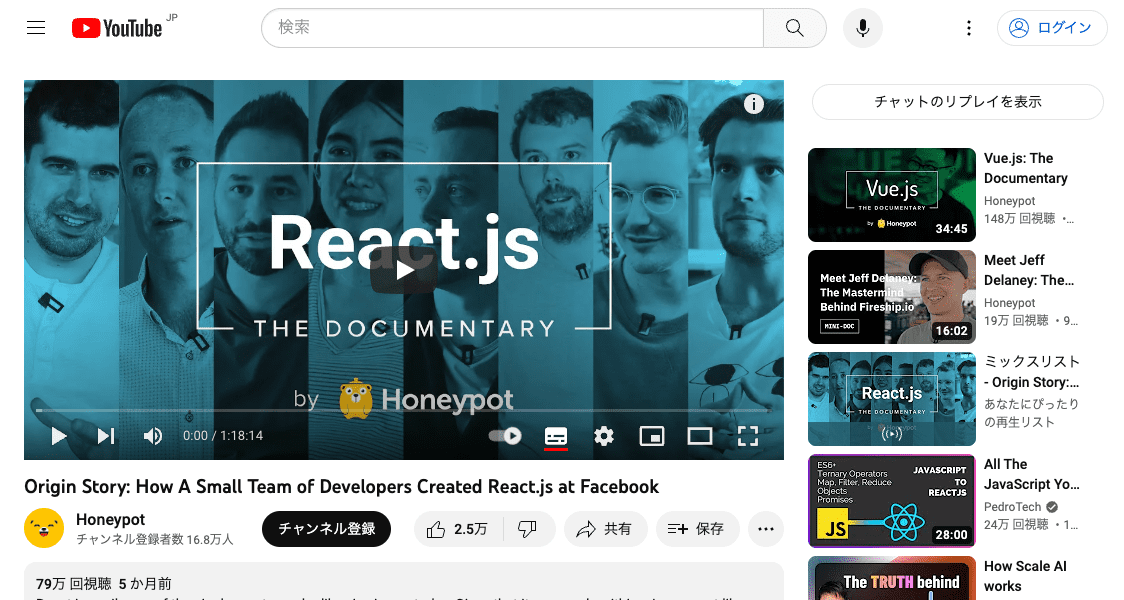 YouTube JP
検索
ログイン
React.js
THE DOCUMENTARY
by Honeypot
0:00 / 1:18:14
Origin Story: How A Small Team of Developers Created React.js at Facebook
Honeypot
チャンネル登録者数 16.8万人
チャンネル登録
2.5万
共有
保存
79万 回視聴 5 か月前
チャットのリプレイを表示
Vue.js
THE DOCUMENTARY
by Honeypot
34:45
Vue.js: The
Documentary
Honeypot
148万 回視聴 ・...
Meet Jeff Delaney:
The Mastermind
Behind Fireship.io
MINI-DOC
16:02
Meet Jeff
Delaney: The...
Honeypot
19万 回視聴 ・9...
React.js
THE DOCUMENTARY
ミックスリスト
- Origin Story:...
あなたにぴったり
の再生リスト
ES6+
Ternary Operators
Map, Filter, Reduce
Objects
Promises
JAVASCRIPT
TO
REACTJS
JS
28:00
All The
JavaScript Yo...
PedroTech
24万 回視聴 ・1...
The TRUTH behind
How Scale AI
works